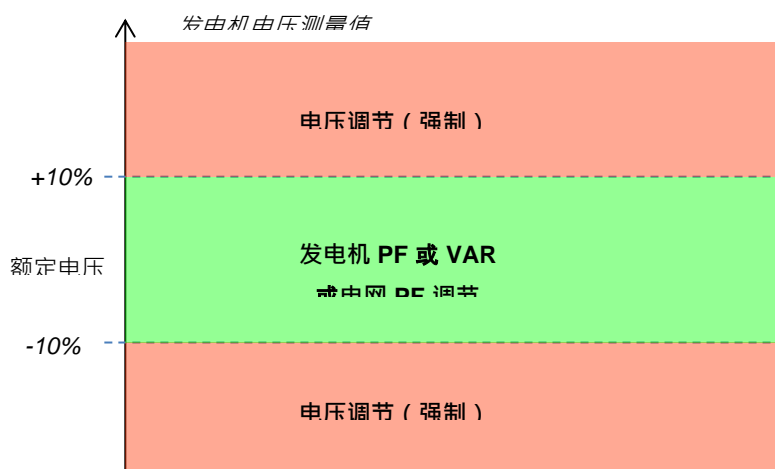 发电机电压测量值
电压调节（强制）
+10%
发电机 PF 或 VAR
额定电压
或电网 PF 调节
-10%
电压调节（强制）